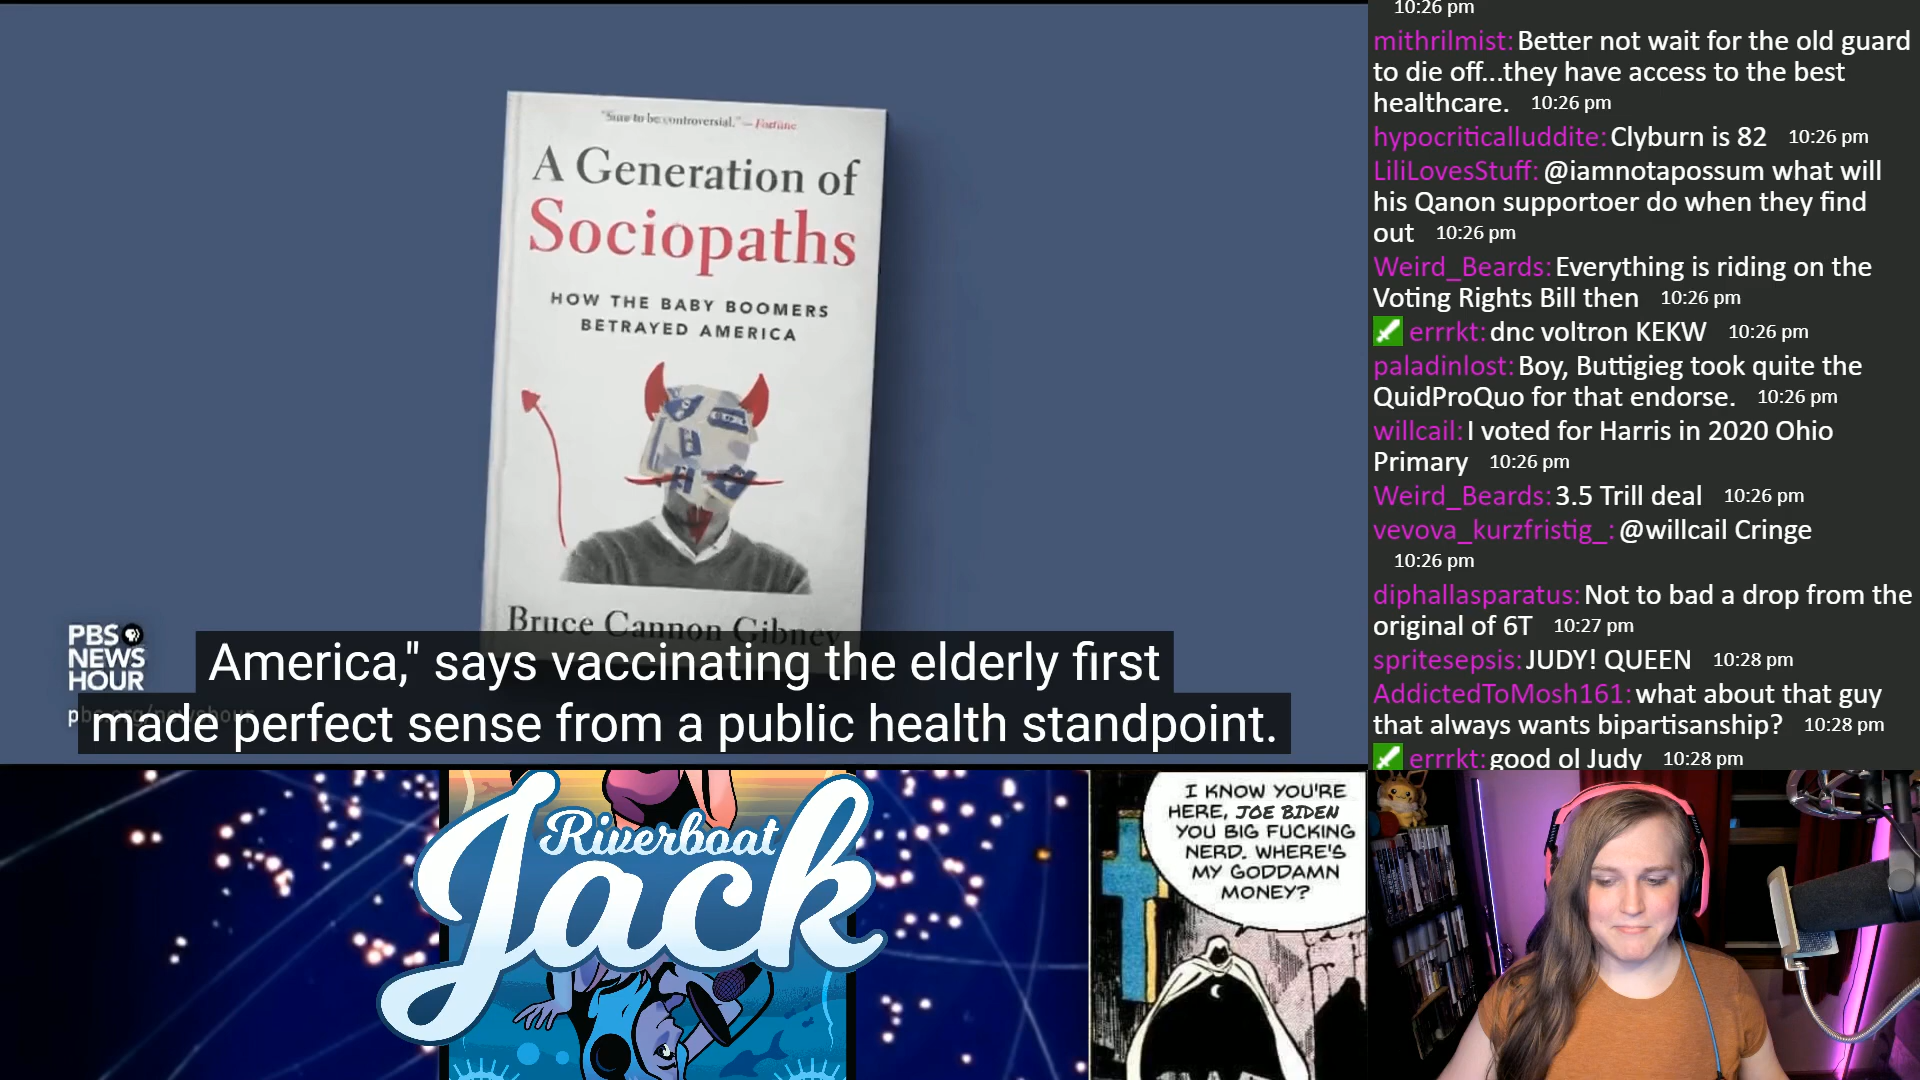 "Sure to be controversial." — Fortune
A Generation of
Sociopaths
HOW THE BABY BOOMERS
BETRAYED AMERICA
Bruce Cannon Gibney
PBS
NEWS
HOUR
America," says vaccinating the elderly first
made perfect sense from a public health standpoint.
10:26 pm
mithrilmist: Better not wait for the old guard
to die off...they have access to the best
healthcare. 10:26 pm
hypocriticalluddite: Clyburn is 82 10:26 pm
LiliLovesStuff: @iamnotapossum what will
his Qanon supportoer do when they find
out 10:26 pm
Weird_Beards: Everything is riding on the
Voting Rights Bill then 10:26 pm
errrkt: dnc voltron KEKW 10:26 pm
paladinlost: Boy, Buttigieg took quite the
QuidProQuo for that endorse. 10:26 pm
willcail: I voted for Harris in 2020 Ohio
Primary 10:26 pm
Weird_Beards: 3.5 Trill deal 10:26 pm
vevova_kurzfristig_: @willcail Cringe
10:26 pm
diphallasparatus: Not to bad a drop from the
original of 6T 10:27 pm
spritesepsis: JUDY! QUEEN 10:28 pm
AddictedToMosh161: what about that guy
that always wants bipartisanship? 10:28 pm
errrkt: good ol Judy 10:28 pm
Riverboat
Jack
I KNOW YOU'RE
HERE, JOE BIDEN
YOU BIG FUCKING
NERD. WHERE'S
MY GODDAMN
MONEY?